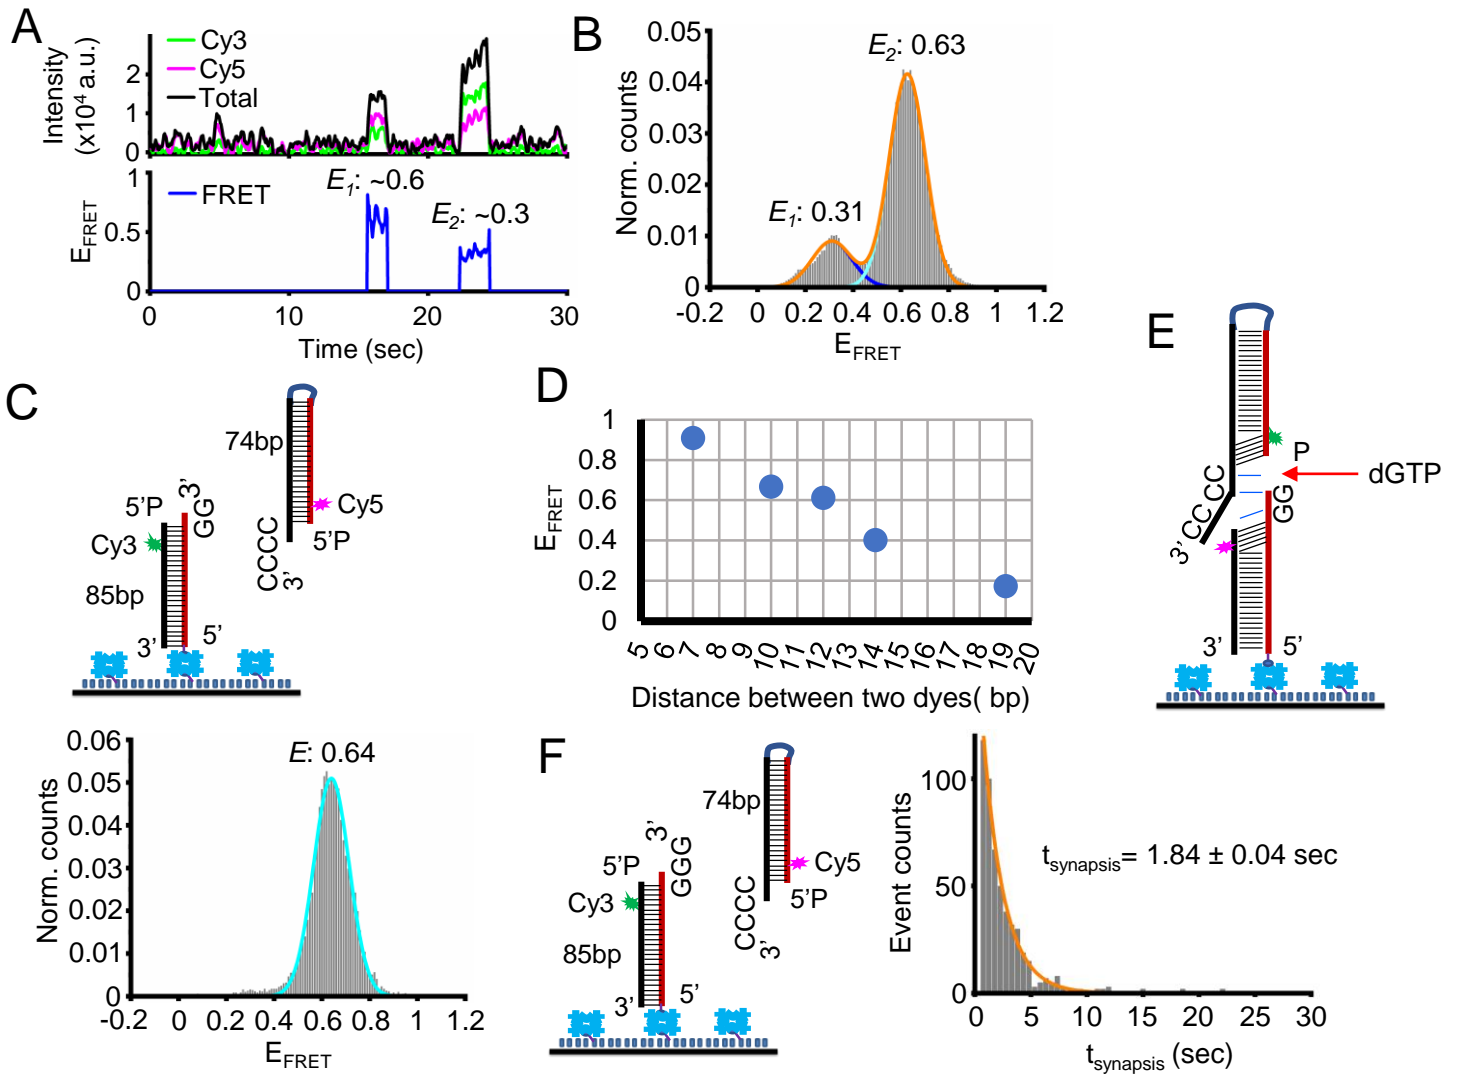 A
Intensity
(x10⁴ a.u.)
Cy3
Cy5
Total
2
1
0
E₁: ~0.6
FRET
E₂: ~0.3
E_FRET
1
0.5
0
0 10 20 30
Time (sec)
B
Norm. counts
0.05
0.04
0.03
0.02
0.01
0
E₂: 0.63
E₁: 0.31
-0.2 0 0.2 0.4 0.6 0.8 1 1.2
E_FRET
C
74bp
Cy5
5'P
CCCC
3'
3'
GG
5'P
Cy3
85bp
3' 5'
Norm. counts
0.06
0.05
0.04
0.03
0.02
0.01
0
E: 0.64
-0.2 0 0.2 0.4 0.6 0.8 1 1.2
E_FRET
D
E_FRET
1
0.8
0.6
0.4
0.2
0
5 6 7 8 9 10 11 12 13 14 15 16 17 18 19 20
Distance between two dyes( bp)
E
P
dGTP
CC
CC
3'
GG
3' 5'
F
74bp
Cy5
5'P
CCCC
3'
3'
GGG
5'P
Cy3
85bp
3' 5'
Event counts
100
50
0
t_synapsis= 1.84 ± 0.04 sec
0 5 10 15 20 25 30
t_synapsis (sec)